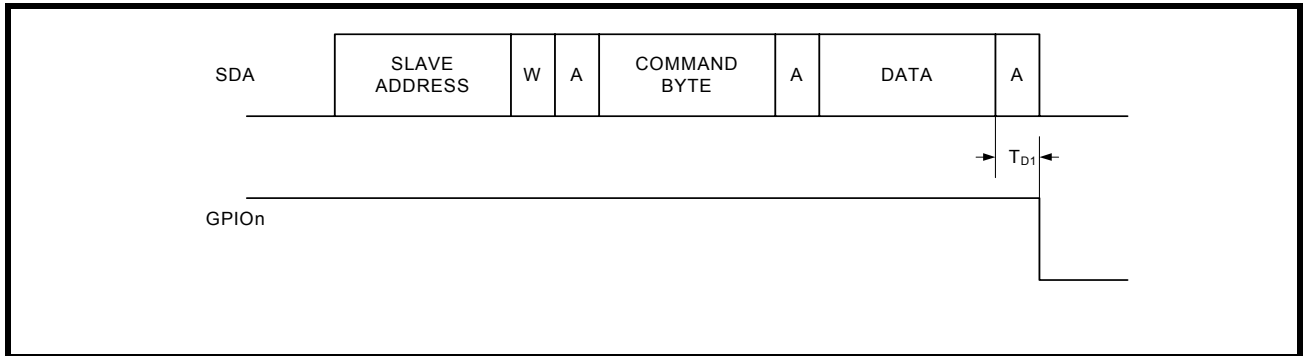 SDA
SLAVE
ADDRESS
W
A
COMMAND
BYTE
A
DATA
A
TD1
GPIOn